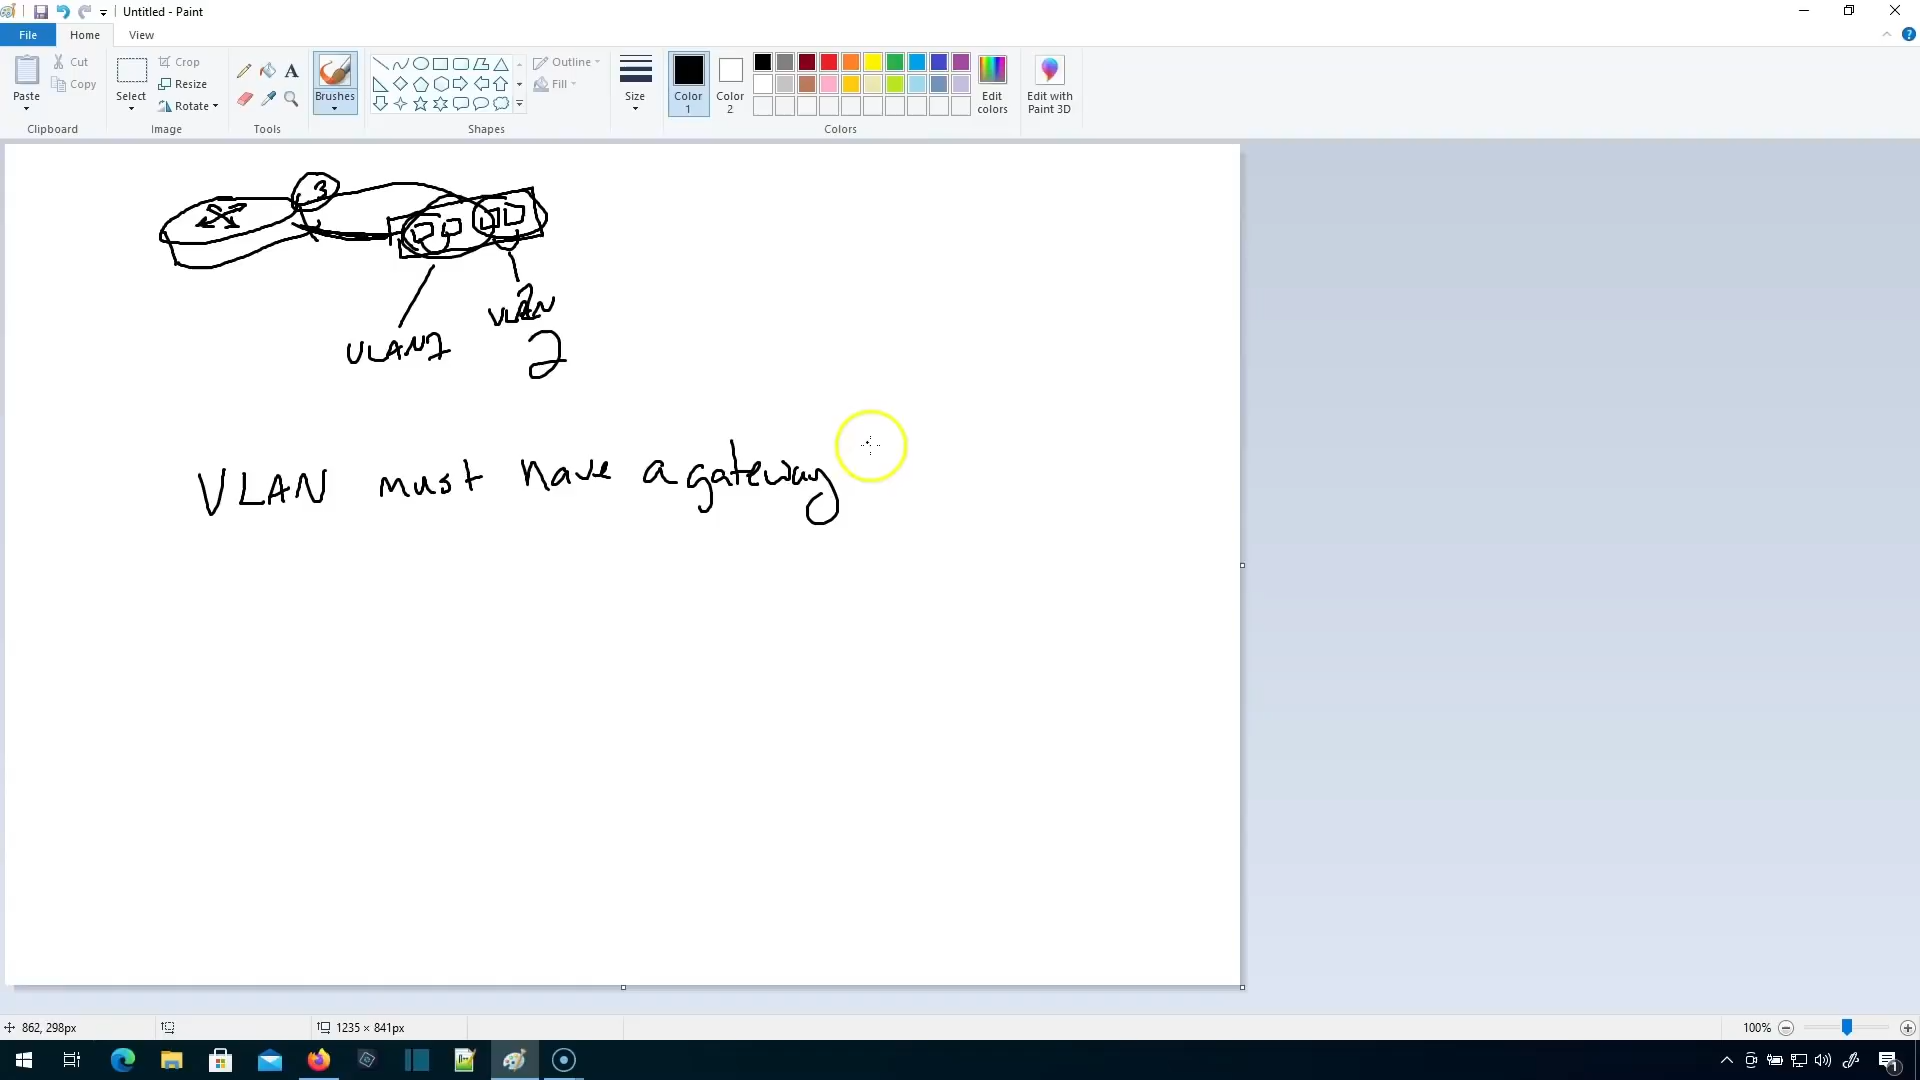 Untitled - Paint
File Home View
Paste
Cut
Copy
Clipboard
Select
Crop
Resize
Rotate
Image
Tools
Brushes
Shapes
Outline
Fill
Size
Color 1
Color 2
Edit colors
Edit with Paint 3D
Colors
3
VLAN1
VLAN
2
VLAN must have a gateway
862, 298px
1235 × 841px
100%
1